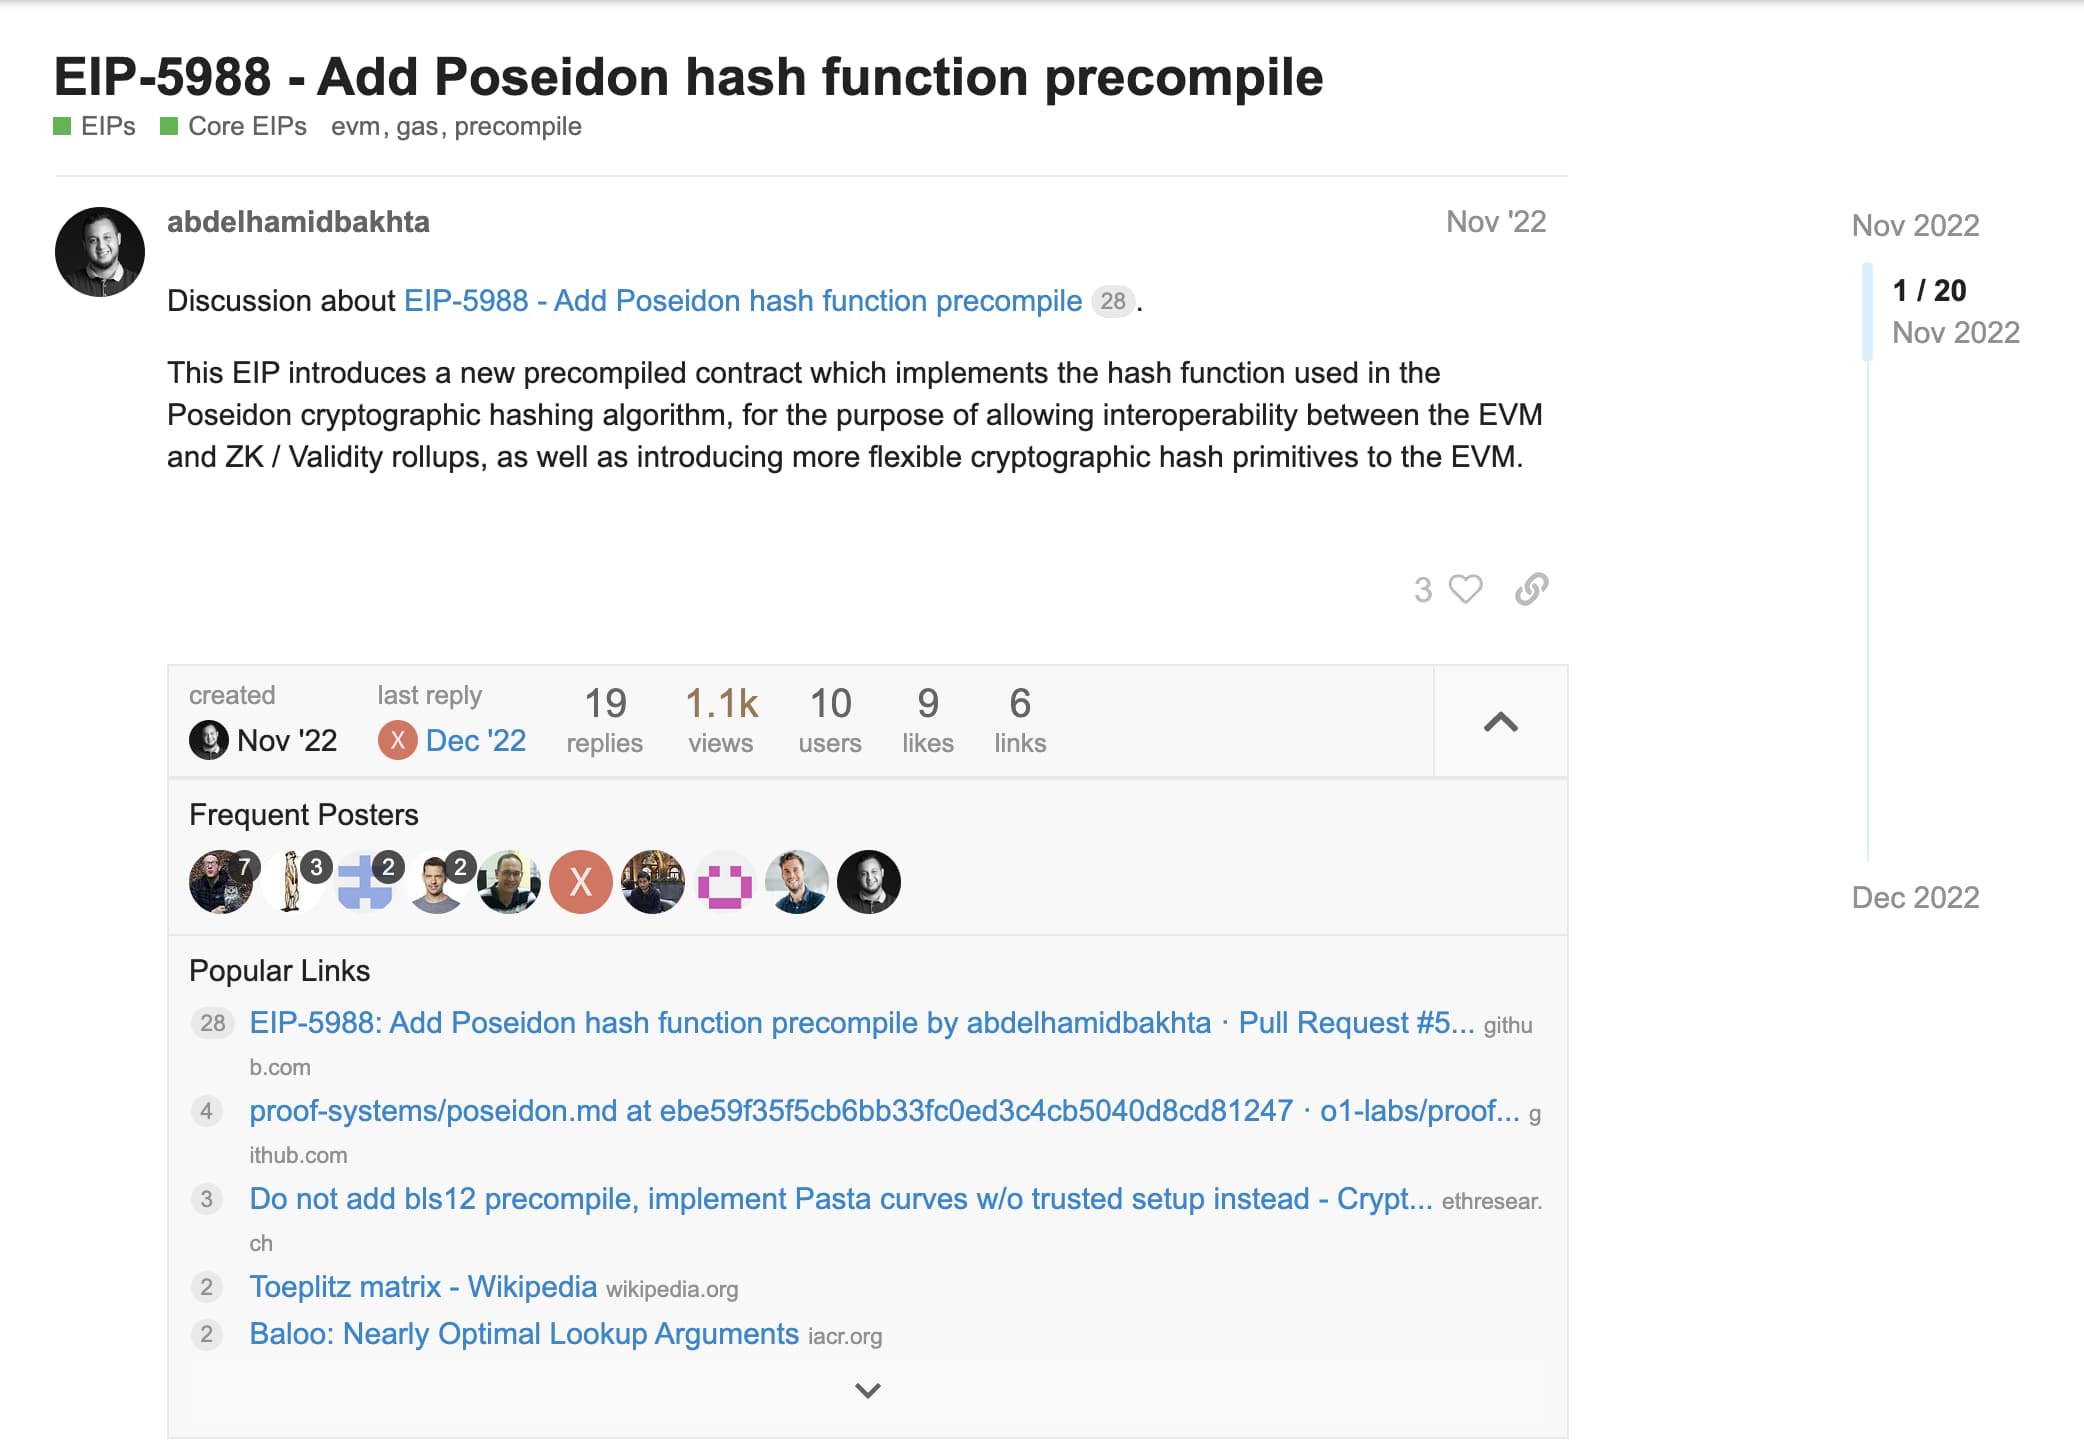 EIP-5988 - Add Poseidon hash function precompile
EIPs Core EIPs evm, gas, precompile
abdelhamidbakhta Nov '22
Discussion about EIP-5988 - Add Poseidon hash function precompile 28.
This EIP introduces a new precompiled contract which implements the hash function used in the
Poseidon cryptographic hashing algorithm, for the purpose of allowing interoperability between the EVM
and ZK / Validity rollups, as well as introducing more flexible cryptographic hash primitives to the EVM.
3
created last reply 19 1.1k 10 9 6
Nov '22 X Dec '22 replies views users likes links
Frequent Posters
7 3 2 2 X
Popular Links
28 EIP-5988: Add Poseidon hash function precompile by abdelhamidbakhta · Pull Request #5... githu
b.com
4 proof-systems/poseidon.md at ebe59f35f5cb6bb33fc0ed3c4cb5040d8cd81247 · o1-labs/proof... g
ithub.com
3 Do not add bls12 precompile, implement Pasta curves w/o trusted setup instead - Crypt... ethresear.
ch
2 Toeplitz matrix - Wikipedia wikipedia.org
2 Baloo: Nearly Optimal Lookup Arguments iacr.org
Nov 2022
1 / 20
Nov 2022
Dec 2022